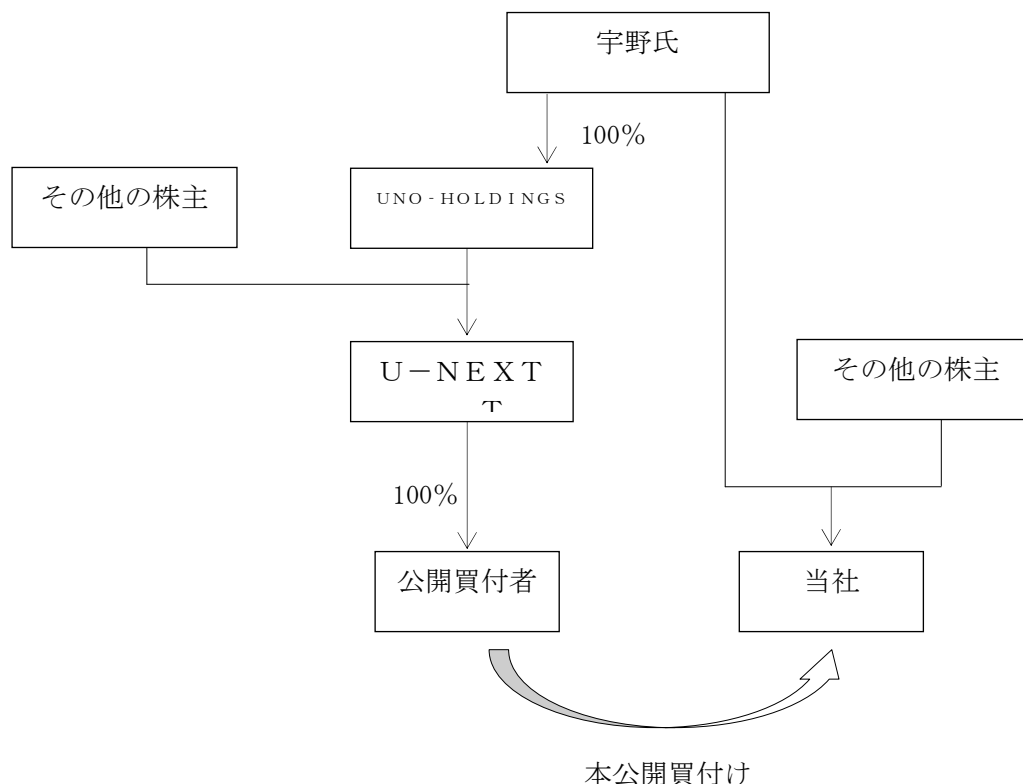 宇野氏
100%
その他の株主
UNO-HOLDINGS
U－NEXT
T
その他の株主
100%
公開買付者
当社
本公開買付け